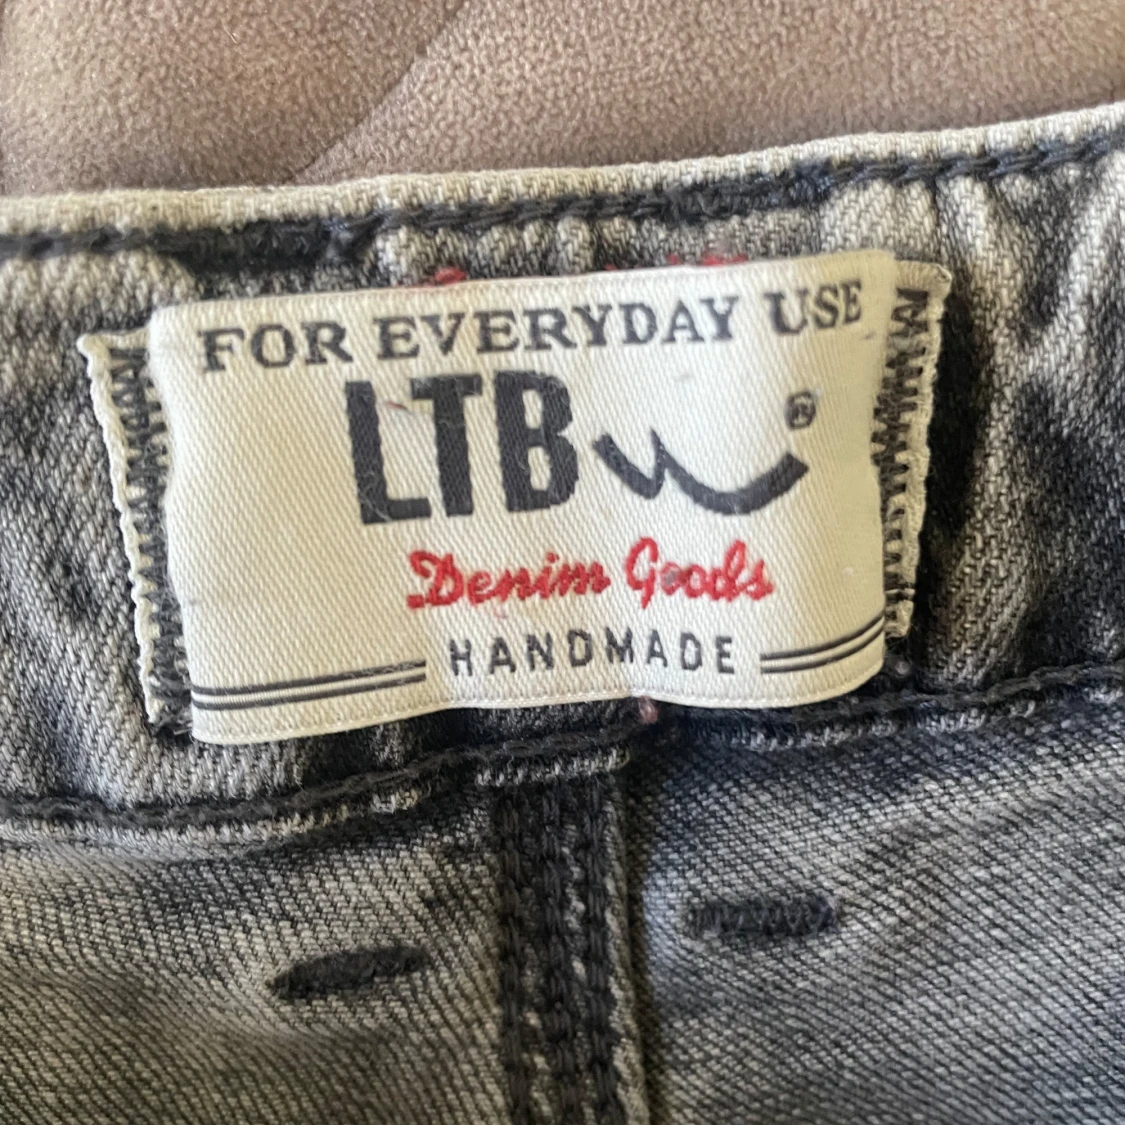 FOR EVERYDAY USE
LTB ®
Denim Goods
HANDMADE